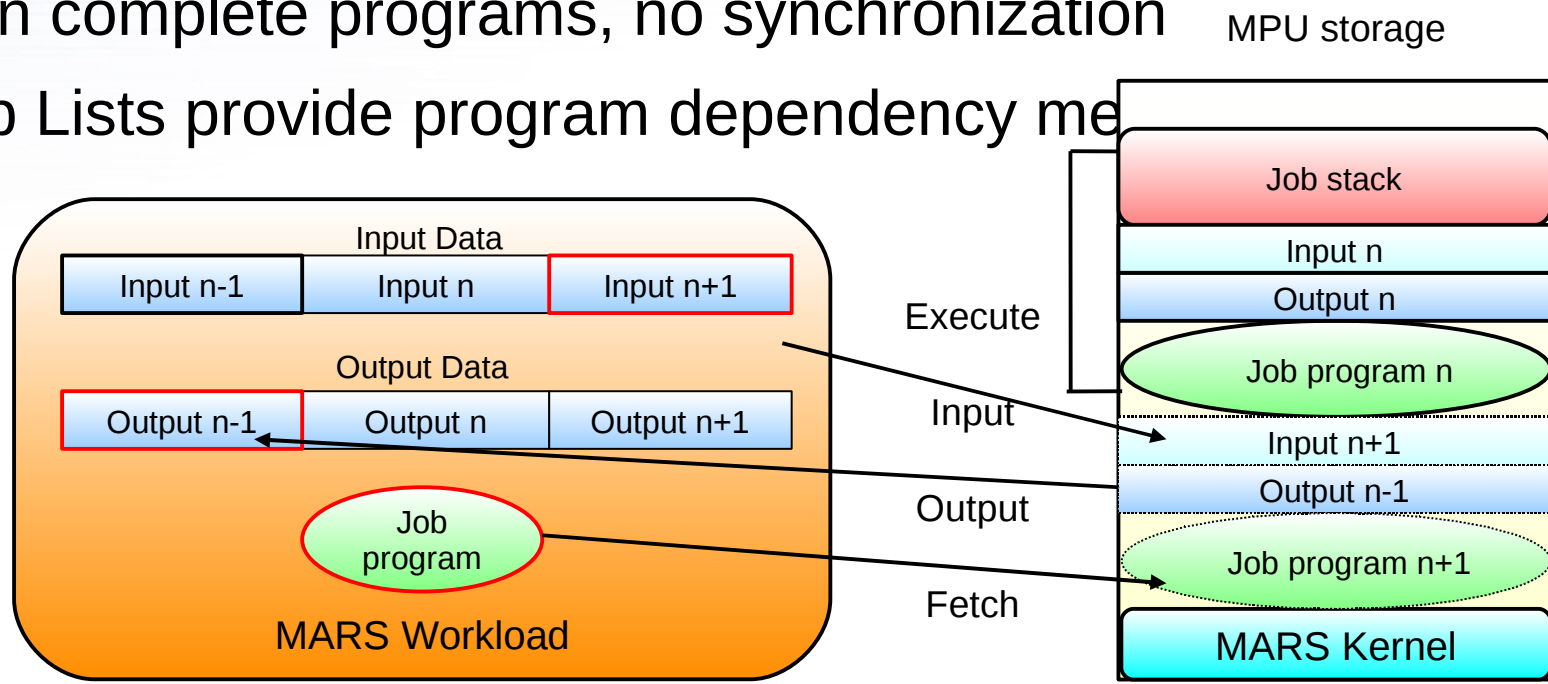 n complete programs, no synchronization
Lists provide program dependency me
MPU storage
Input Data
Input n-1
Input n
Input n+1
Output Data
Output n-1
Output n
Output n+1
Job
program
MARS Workload
Execute
Input
Output
Fetch
Job stack
Input n
Output n
Job program n
Input n+1
Output n-1
Job program n+1
MARS Kernel